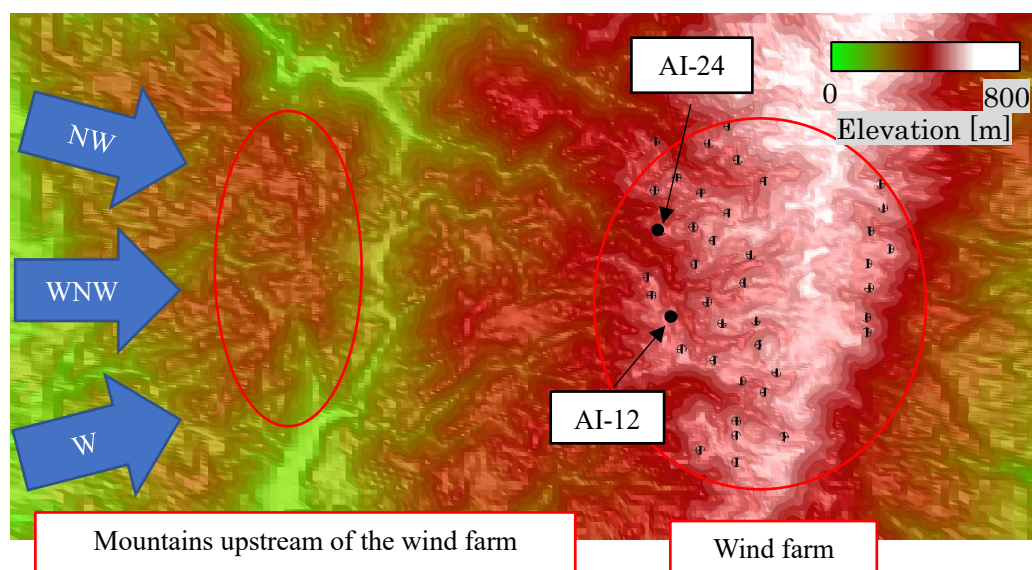 AI-24
0
800
Elevation [m]
NW
WNW
W
AI-12
Mountains upstream of the wind farm
Wind farm